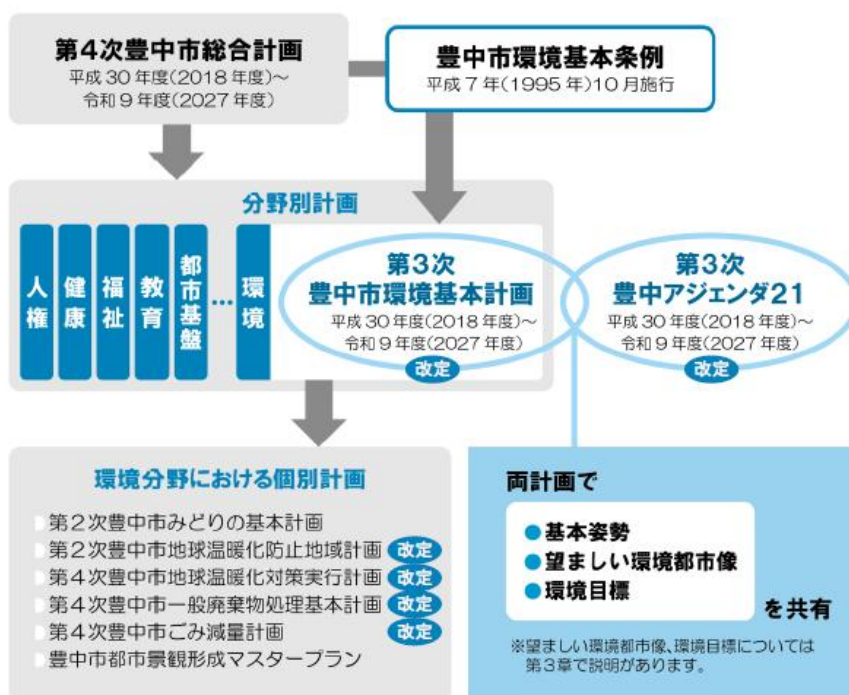 第4次豊中市総合計画
平成30年度(2018年度)～
令和9年度(2027年度)
豊中市環境基本条例
平成7年(1995年)10月施行
分野別計画
人権
健康
福祉
教育
都市基盤
…
環境
第3次
豊中市環境基本計画
平成30年度(2018年度)～
令和9年度(2027年度)
改定
第3次
豊中アジェンダ21
平成30年度(2018年度)～
令和9年度(2027年度)
改定
環境分野における個別計画
第2次豊中市みどりの基本計画
第2次豊中市地球温暖化防止地域計画 改定
第4次豊中市地球温暖化対策実行計画 改定
第4次豊中市一般廃棄物処理基本計画 改定
第4次豊中市ごみ減量計画 改定
豊中市都市景観形成マスタープラン
両計画で
●基本姿勢
●望ましい環境都市像
●環境目標
を共有
※望ましい環境都市像、環境目標については
第3章で説明があります。